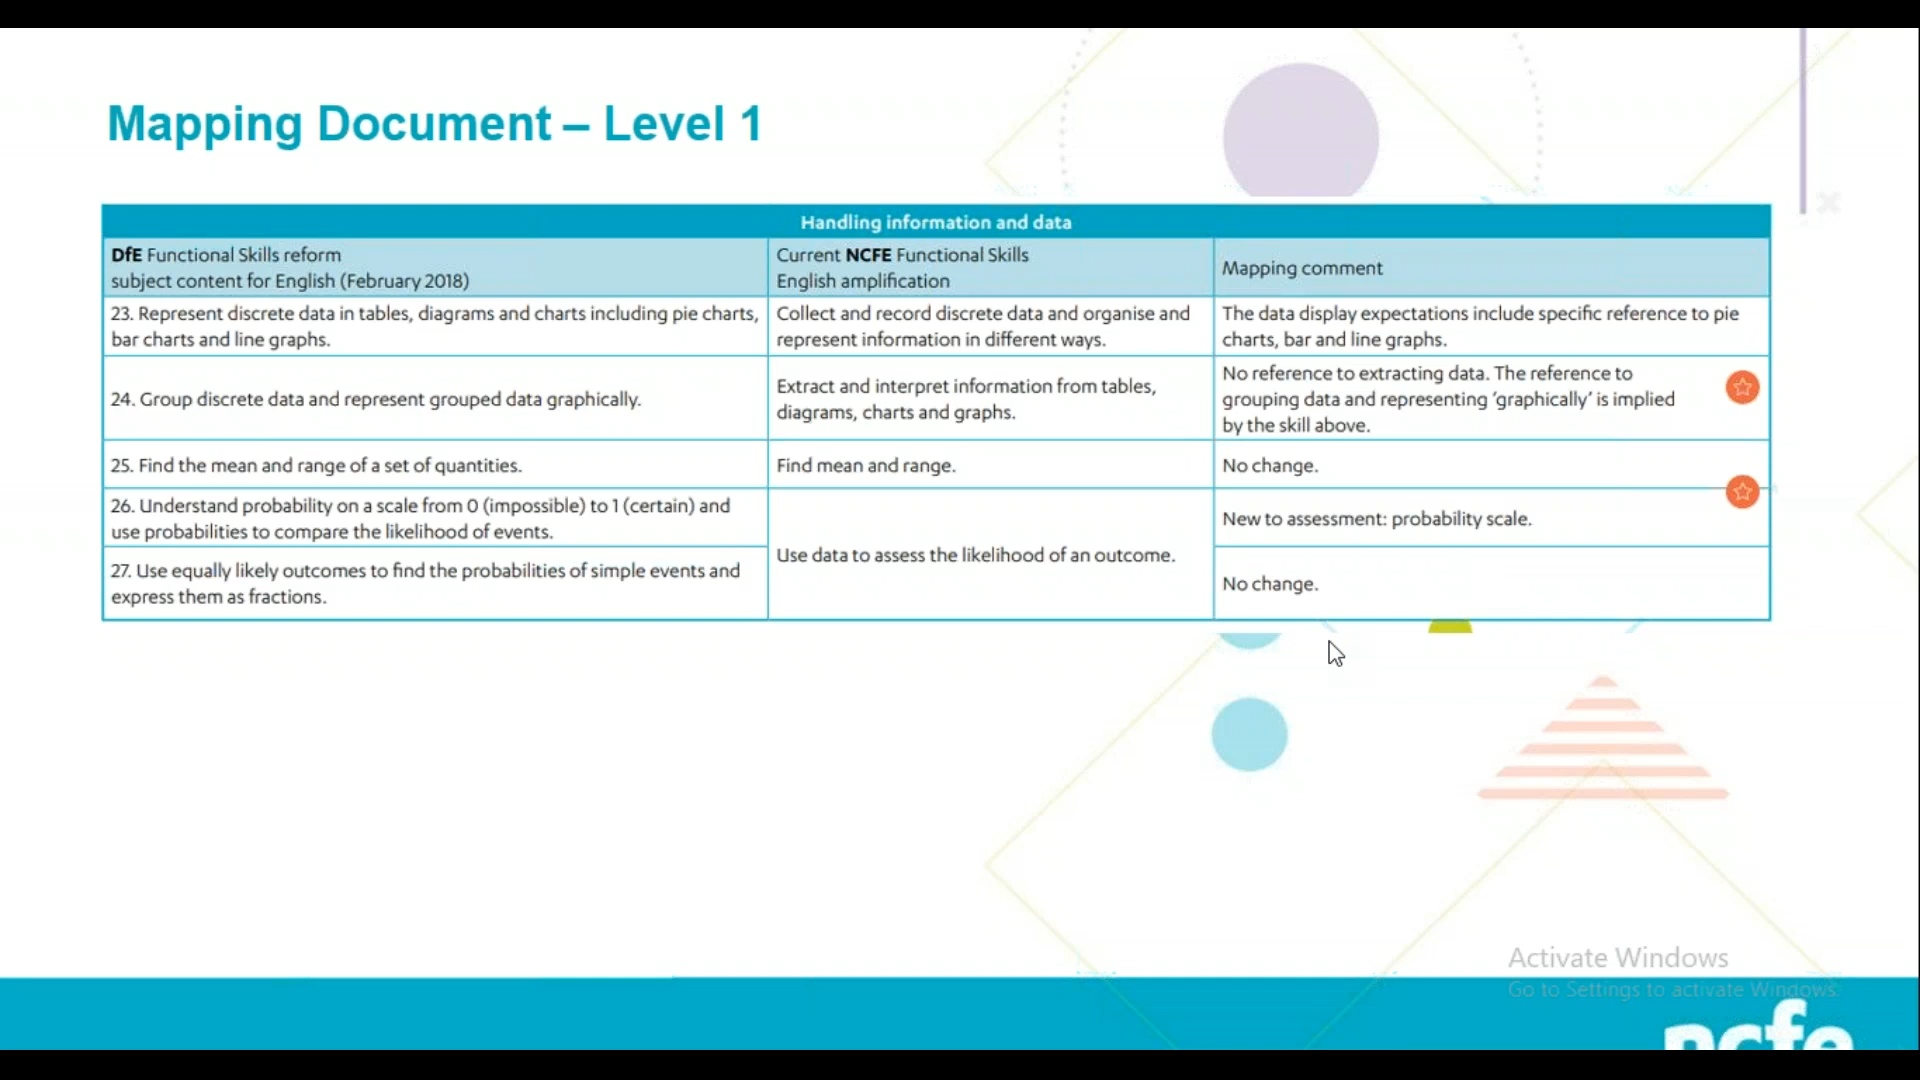 Mapping Document – Level 1
Handling information and data
DfE Functional Skills reform
subject content for English (February 2018)
Current NCFE Functional Skills
English amplification
Mapping comment
23. Represent discrete data in tables, diagrams and charts including pie charts,
bar charts and line graphs.
Collect and record discrete data and organise and
represent information in different ways.
The data display expectations include specific reference to pie
charts, bar and line graphs.
24. Group discrete data and represent grouped data graphically.
Extract and interpret information from tables,
diagrams, charts and graphs.
No reference to extracting data. The reference to
grouping data and representing ‘graphically’ is implied
by the skill above.
25. Find the mean and range of a set of quantities.
Find mean and range.
No change.
26. Understand probability on a scale from 0 (impossible) to 1 (certain) and
use probabilities to compare the likelihood of events.
Use data to assess the likelihood of an outcome.
New to assessment: probability scale.
27. Use equally likely outcomes to find the probabilities of simple events and
express them as fractions.
No change.
Activate Windows
Go to Settings to activate Windows.
ncfe